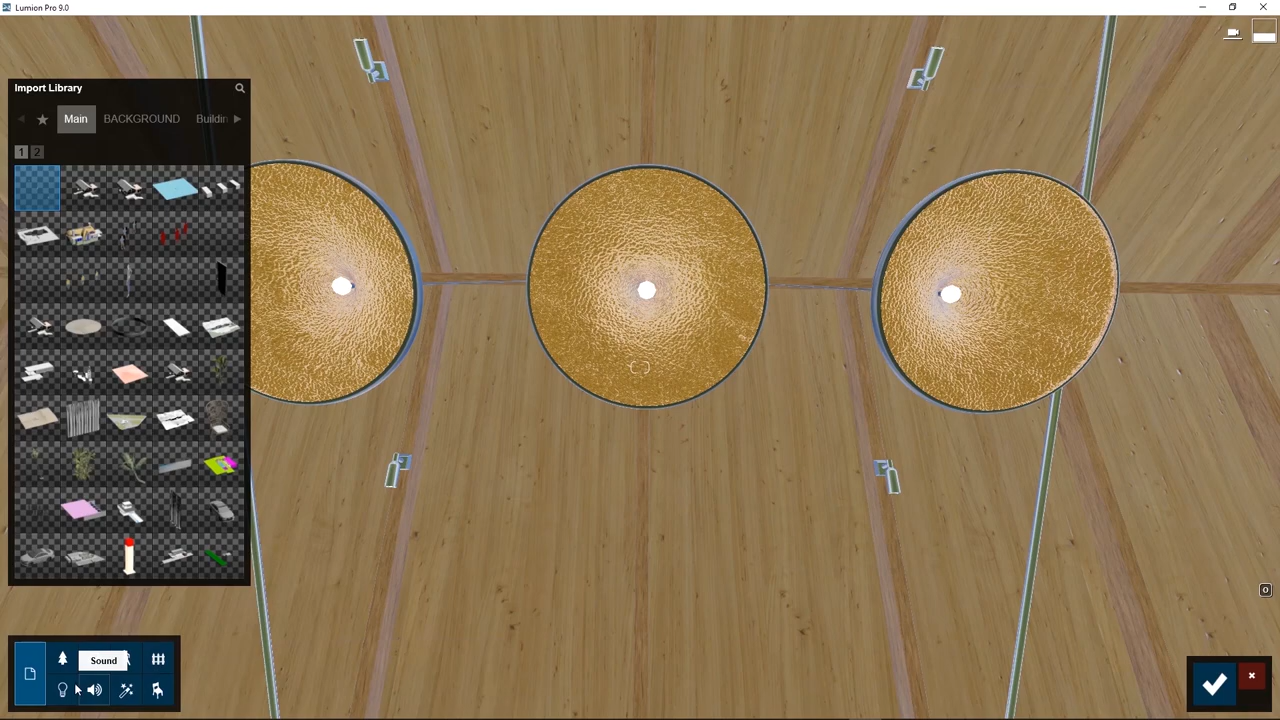 Lumion Pro 9.0
Import Library
Main BACKGROUND Buildin
1 2
Sound
O